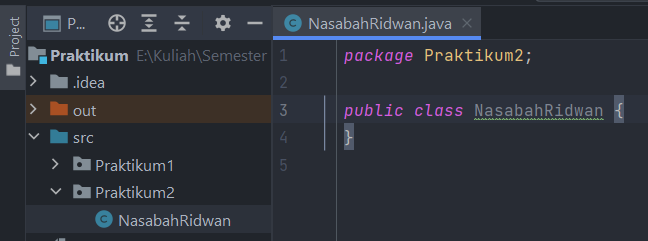 Project
P...
Praktikum E:\Kuliah\Semester
.idea
out
src
Praktikum1
Praktikum2
NasabahRidwan
NasabahRidwan.java
1 package Praktikum2;
2
3 public class NasabahRidwan {
4 }
5